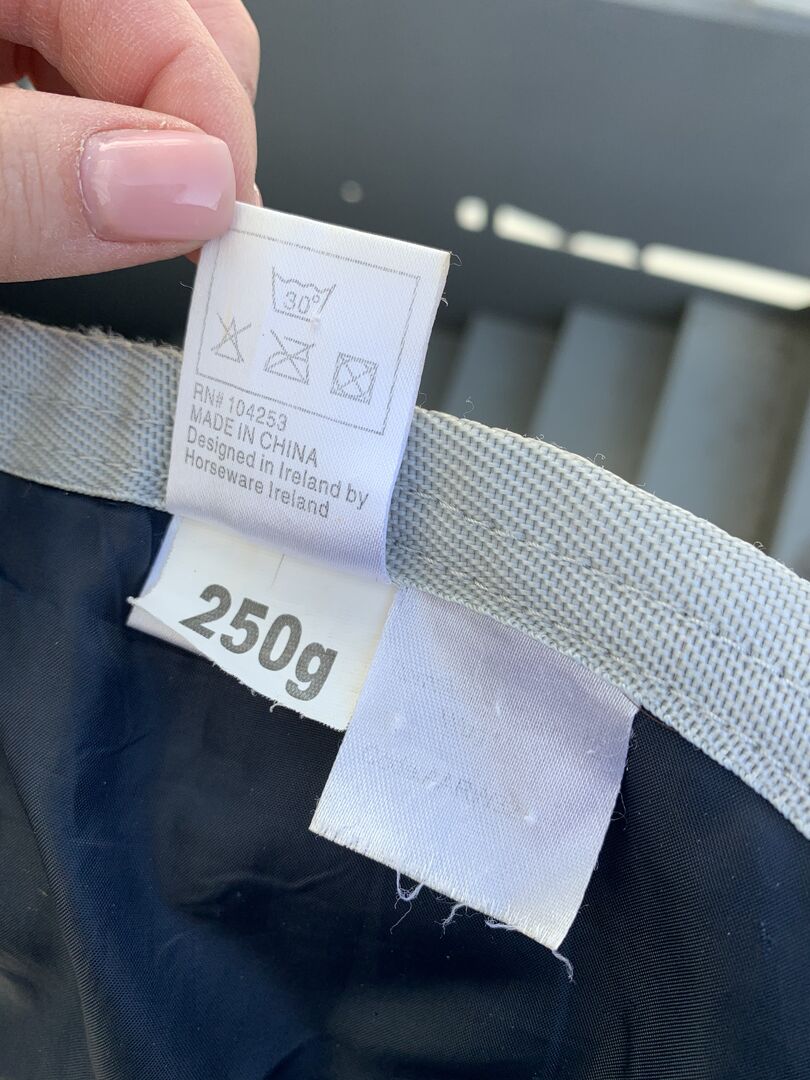 30°
RN# 104253
MADE IN CHINA
Designed in Ireland by
Horseware Ireland
250g